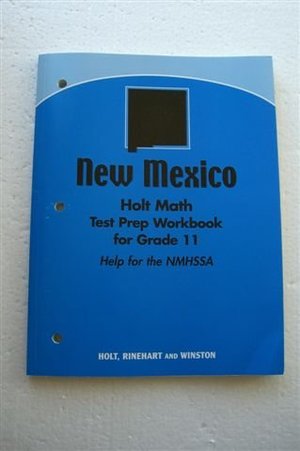 New Mexico
Holt Math
Test Prep Workbook
for Grade 11
Help for the NMHSSA
HOLT, RINEHART AND WINSTON